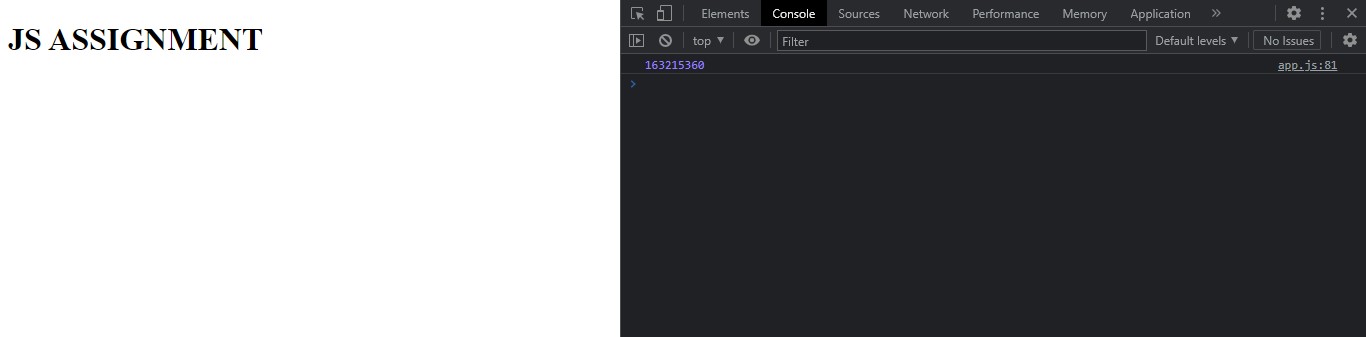 JS ASSIGNMENT
Elements Console Sources Network Performance Memory Application »
top ▼ Filter Default levels ▼ No Issues
163215360 app.js:81
>